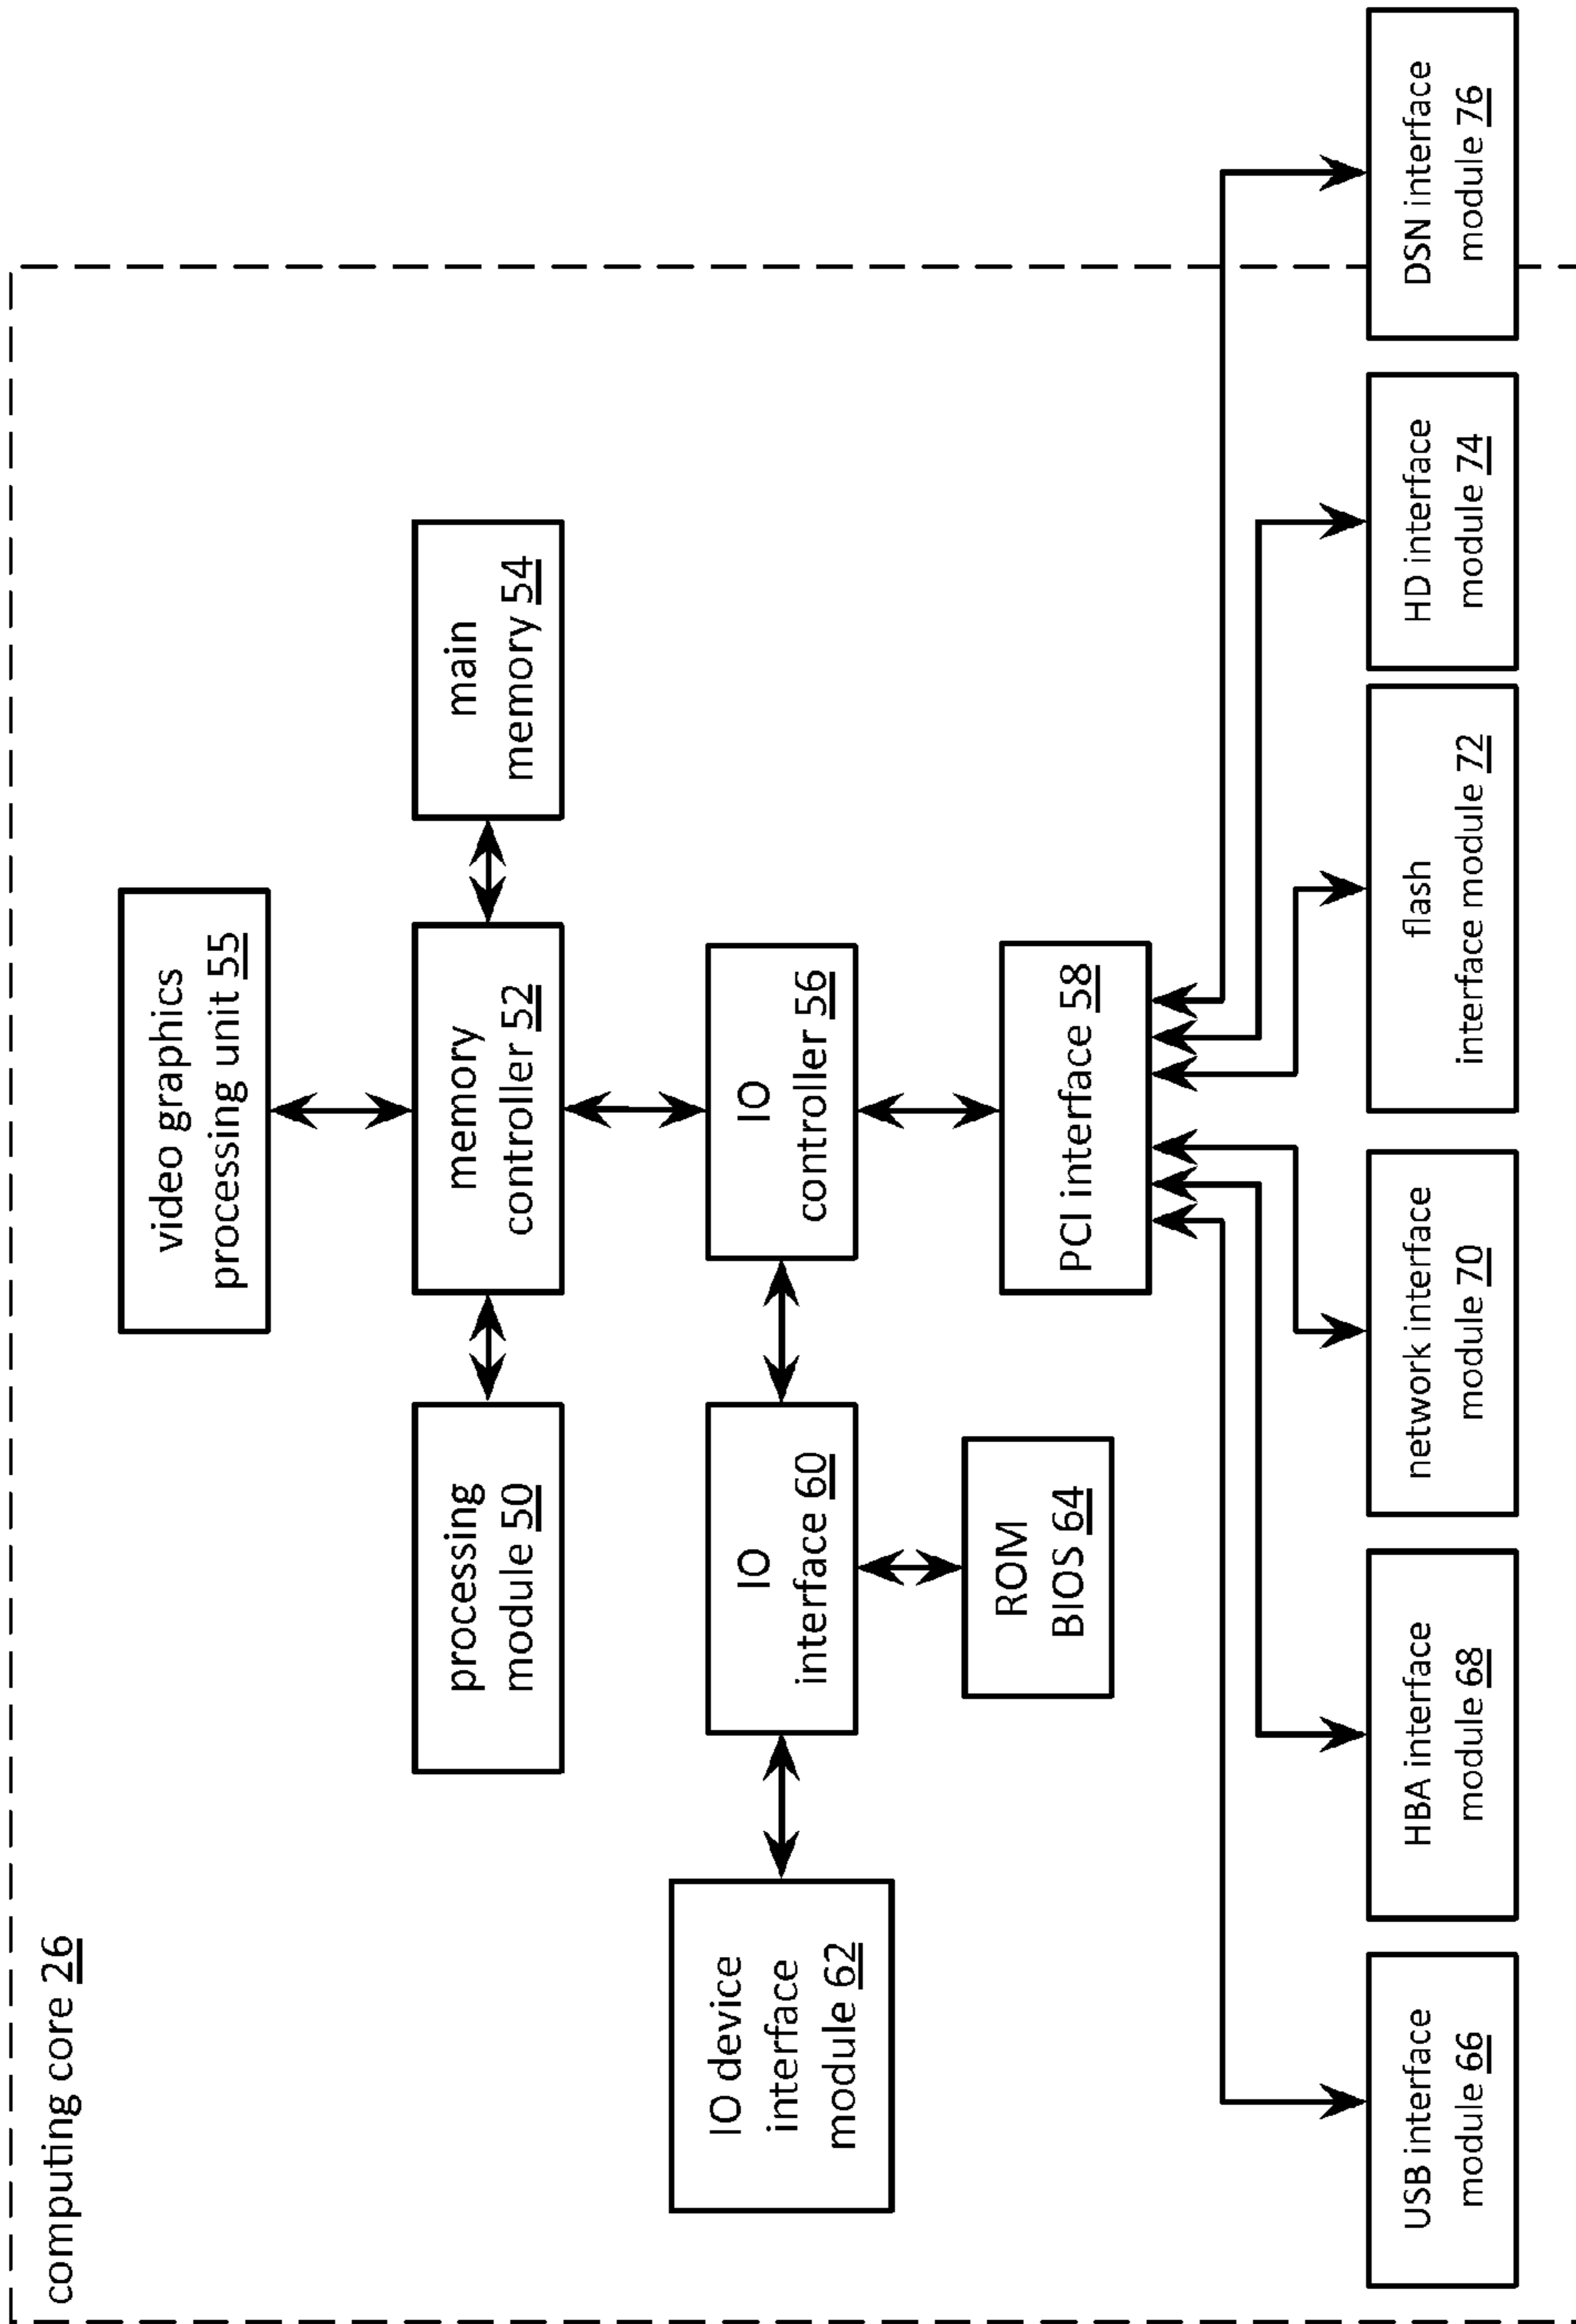 computing core 26
video graphics
processing unit 55
processing
module 50
memory
controller 52
main
memory 54
IO device
interface
module 62
IO
interface 60
IO
controller 56
ROM
BIOS 64
PCI interface 58
USB interface
module 66
HBA interface
module 68
network interface
module 70
flash
interface module 72
HD interface
module 74
DSN interface
module 76